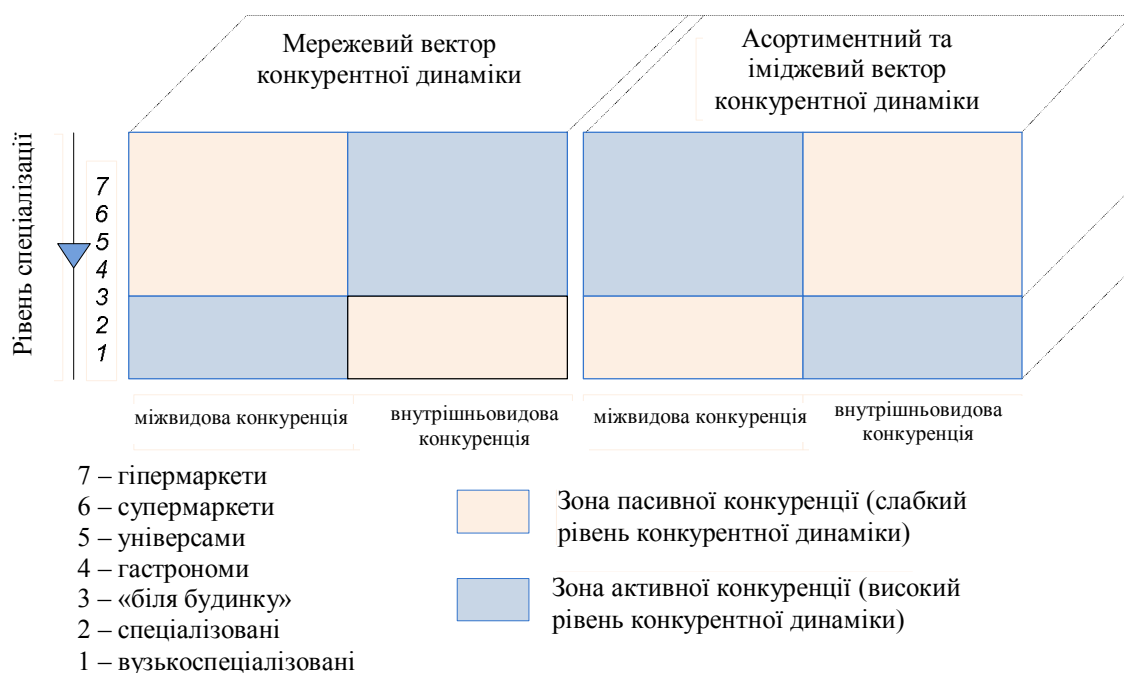 Мережевий вектор
конкурентної динаміки
Асортиментний та
іміджевий вектор
конкурентної динаміки
Рівень спеціалізації
7
6
5
4
3
2
1
міжвидова конкуренція
внутрішньовидова
конкуренція
міжвидова конкуренція
внутрішньовидова
конкуренція
7 – гіпермаркети
6 – супермаркети
5 – універсами
4 – гастрономи
3 – «біля будинку»
2 – спеціалізовані
1 – вузькоспеціалізовані
Зона пасивної конкуренції (слабкий
рівень конкурентної динаміки)
Зона активної конкуренції (високий
рівень конкурентної динаміки)